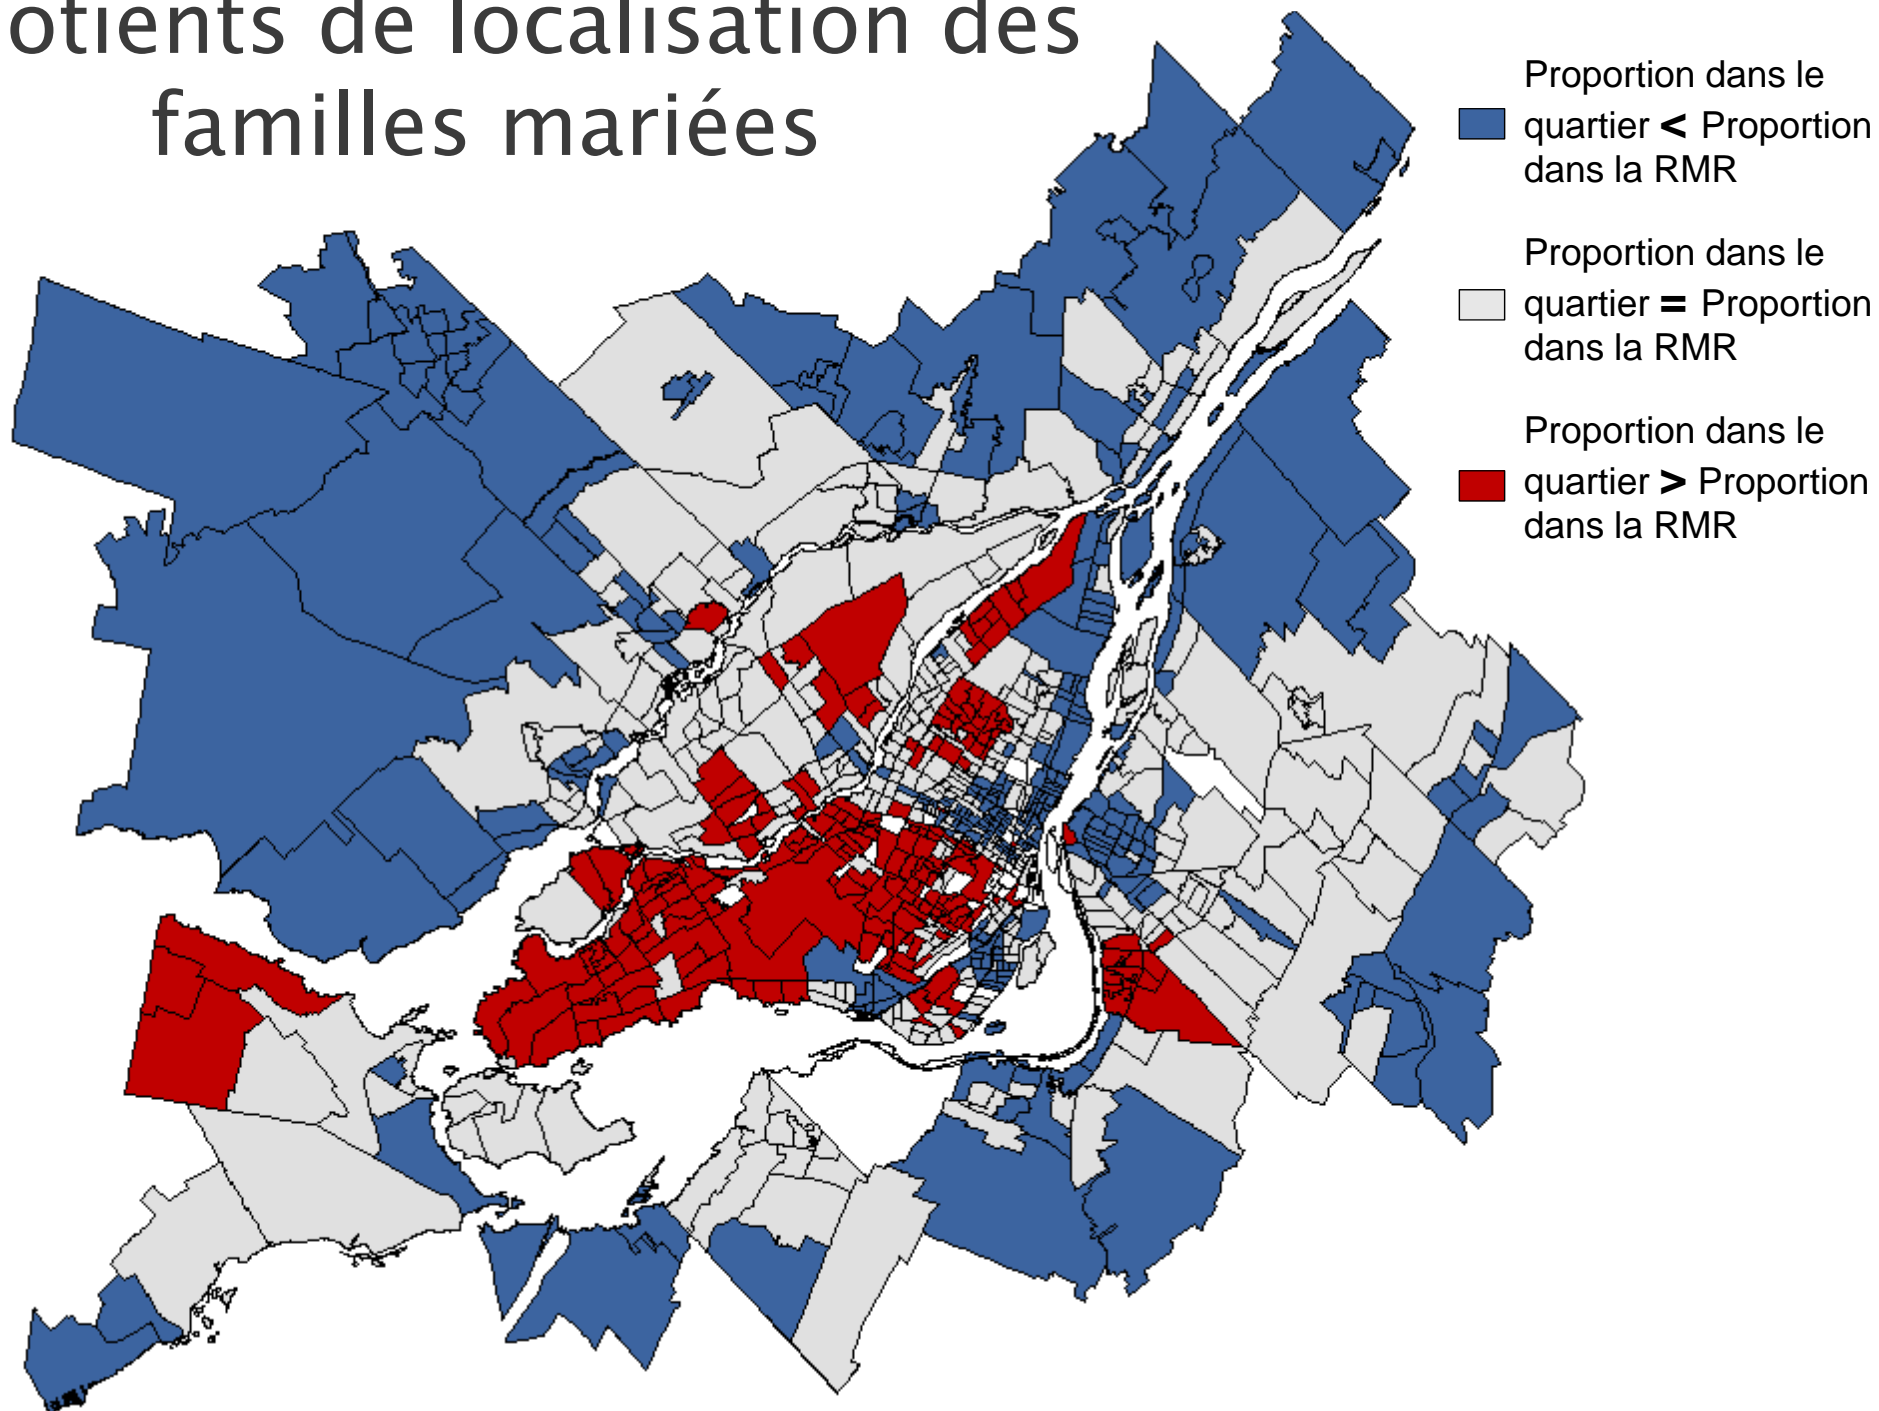 otients de localisation des
familles mariées
Proportion dans le
quartier < Proportion
dans la RMR
Proportion dans le
quartier = Proportion
dans la RMR
Proportion dans le
quartier > Proportion
dans la RMR